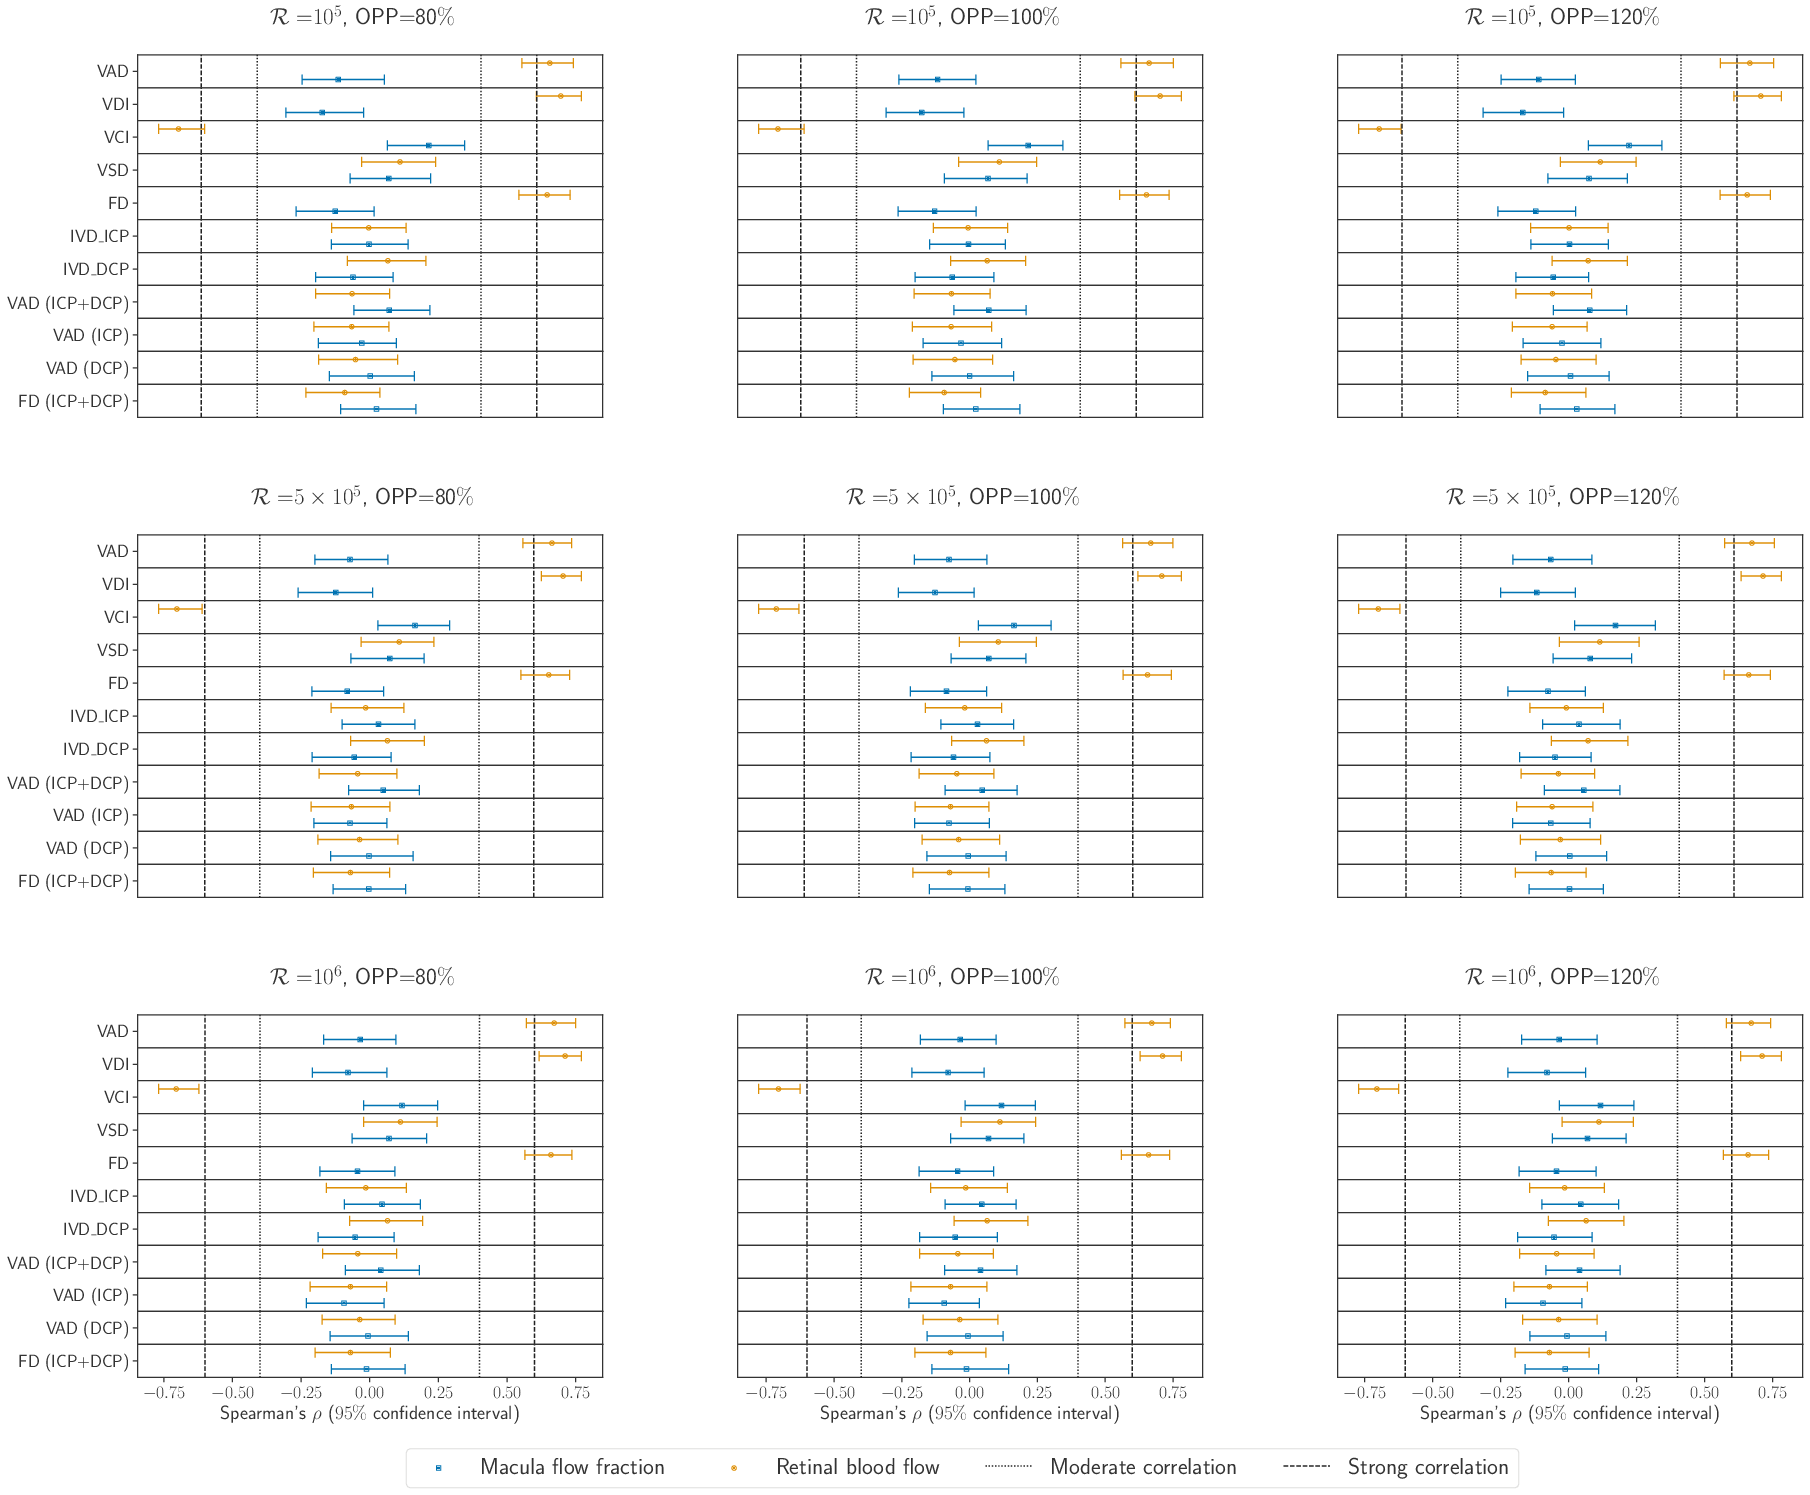 ℛ =10⁵, OPP=80%
ℛ =10⁵, OPP=100%
ℛ =10⁵, OPP=120%
VAD
VDI
VCI
VSD
FD
IVD_ICP
IVD_DCP
VAD (ICP+DCP)
VAD (ICP)
VAD (DCP)
FD (ICP+DCP)
ℛ =5 × 10⁵, OPP=80%
ℛ =5 × 10⁵, OPP=100%
ℛ =5 × 10⁵, OPP=120%
VAD
VDI
VCI
VSD
FD
IVD_ICP
IVD_DCP
VAD (ICP+DCP)
VAD (ICP)
VAD (DCP)
FD (ICP+DCP)
ℛ =10⁶, OPP=80%
ℛ =10⁶, OPP=100%
ℛ =10⁶, OPP=120%
VAD
VDI
VCI
VSD
FD
IVD_ICP
IVD_DCP
VAD (ICP+DCP)
VAD (ICP)
VAD (DCP)
FD (ICP+DCP)
−0.75 −0.50 −0.25 0.00 0.25 0.50 0.75
−0.75 −0.50 −0.25 0.00 0.25 0.50 0.75
−0.75 −0.50 −0.25 0.00 0.25 0.50 0.75
Spearman's ρ (95% confidence interval)
Spearman's ρ (95% confidence interval)
Spearman's ρ (95% confidence interval)
Macula flow fraction
Retinal blood flow
Moderate correlation
Strong correlation